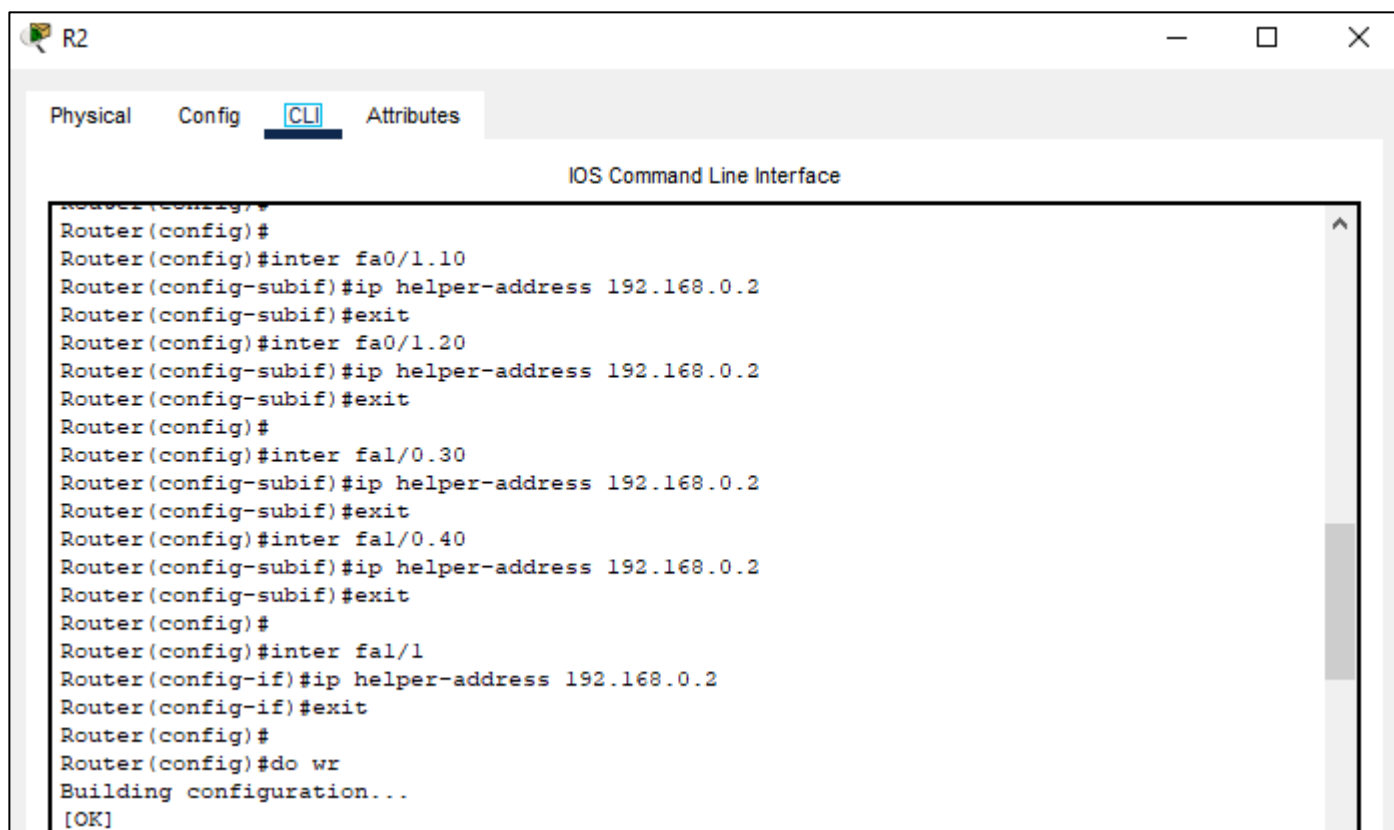 R2
Physical Config CLI Attributes
IOS Command Line Interface
Router(config)#
Router(config)#
Router(config)#inter fa0/1.10
Router(config-subif)#ip helper-address 192.168.0.2
Router(config-subif)#exit
Router(config)#inter fa0/1.20
Router(config-subif)#ip helper-address 192.168.0.2
Router(config-subif)#exit
Router(config)#
Router(config)#inter fa1/0.30
Router(config-subif)#ip helper-address 192.168.0.2
Router(config-subif)#exit
Router(config)#inter fa1/0.40
Router(config-subif)#ip helper-address 192.168.0.2
Router(config-subif)#exit
Router(config)#
Router(config)#inter fa1/1
Router(config-if)#ip helper-address 192.168.0.2
Router(config-if)#exit
Router(config)#
Router(config)#do wr
Building configuration...
[OK]